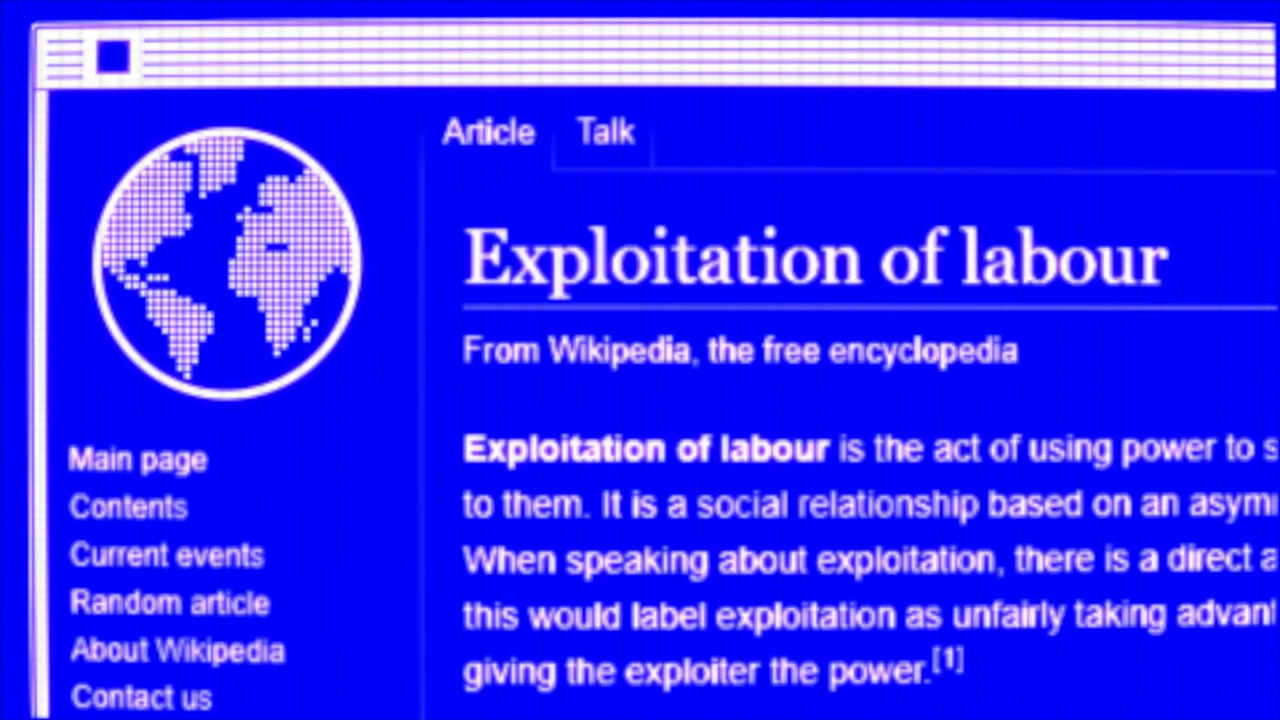 Article Talk
Exploitation of labour
From Wikipedia, the free encyclopedia
Exploitation of labour is the act of using power to
to them. It is a social relationship based on an
When speaking about exploitation, there is a direct
this would label exploitation as unfairly taking
giving the exploiter the power.[1]
Main page
Contents
Current events
Random article
About Wikipedia
Contact us